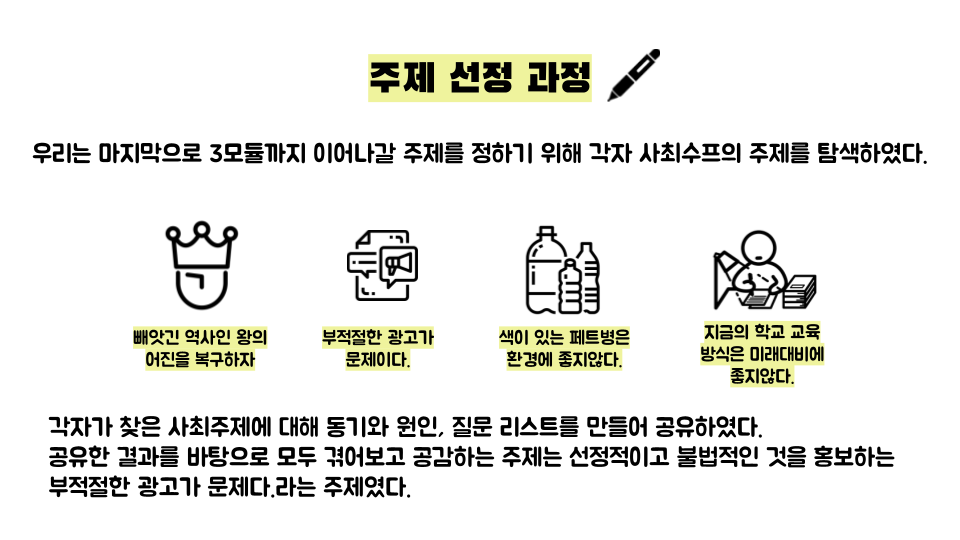 주제 선정 과정
우리는 마지막으로 3모듈까지 이어나갈 주제를 정하기 위해 각자 사최수프의 주제를 탐색하였다.
빼앗긴 역사인 왕의
어진을 복구하자
부적절한 광고가
문제이다.
색이 있는 페트병은
환경에 좋지않다.
지금의 학교 교육
방식은 미래대비에
좋지않다.
각자가 찾은 사최주제에 대해 동기와 원인, 질문 리스트를 만들어 공유하였다.
공유한 결과를 바탕으로 모두 겪어보고 공감하는 주제는 선정적이고 불법적인 것을 홍보하는
부적절한 광고가 문제다.라는 주제였다.